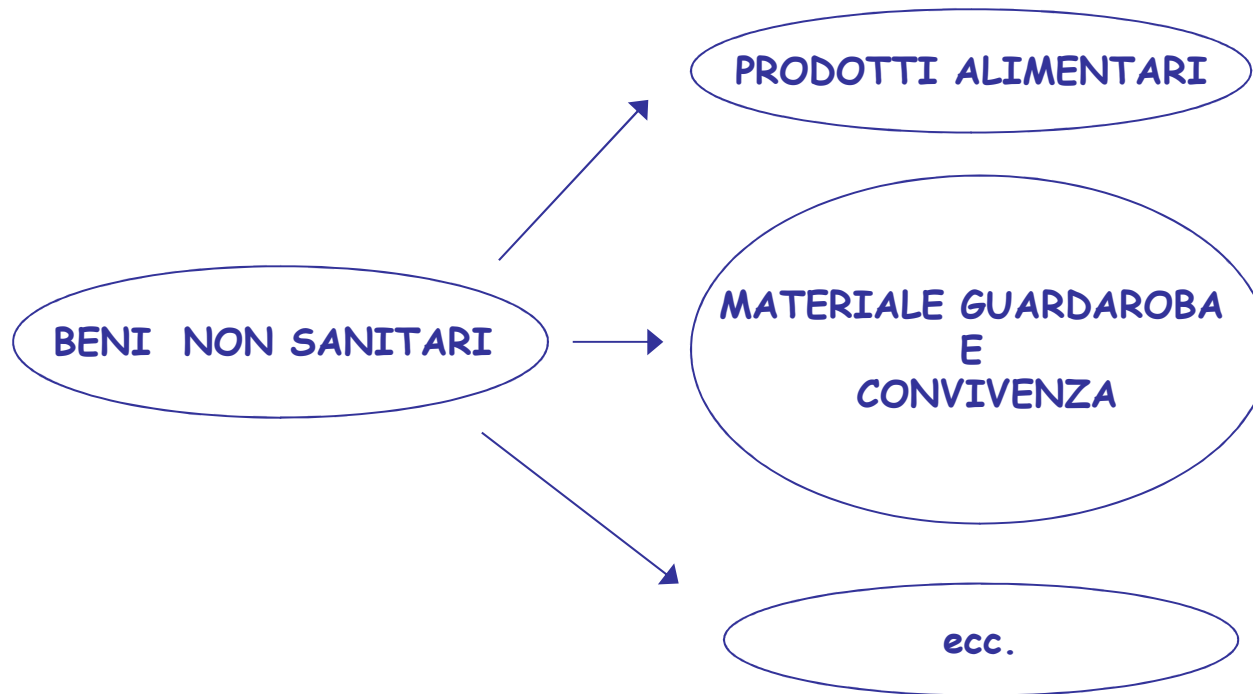 PRODOTTI ALIMENTARI
BENI NON SANITARI
MATERIALE GUARDAROBA
E
CONVIVENZA
ecc.